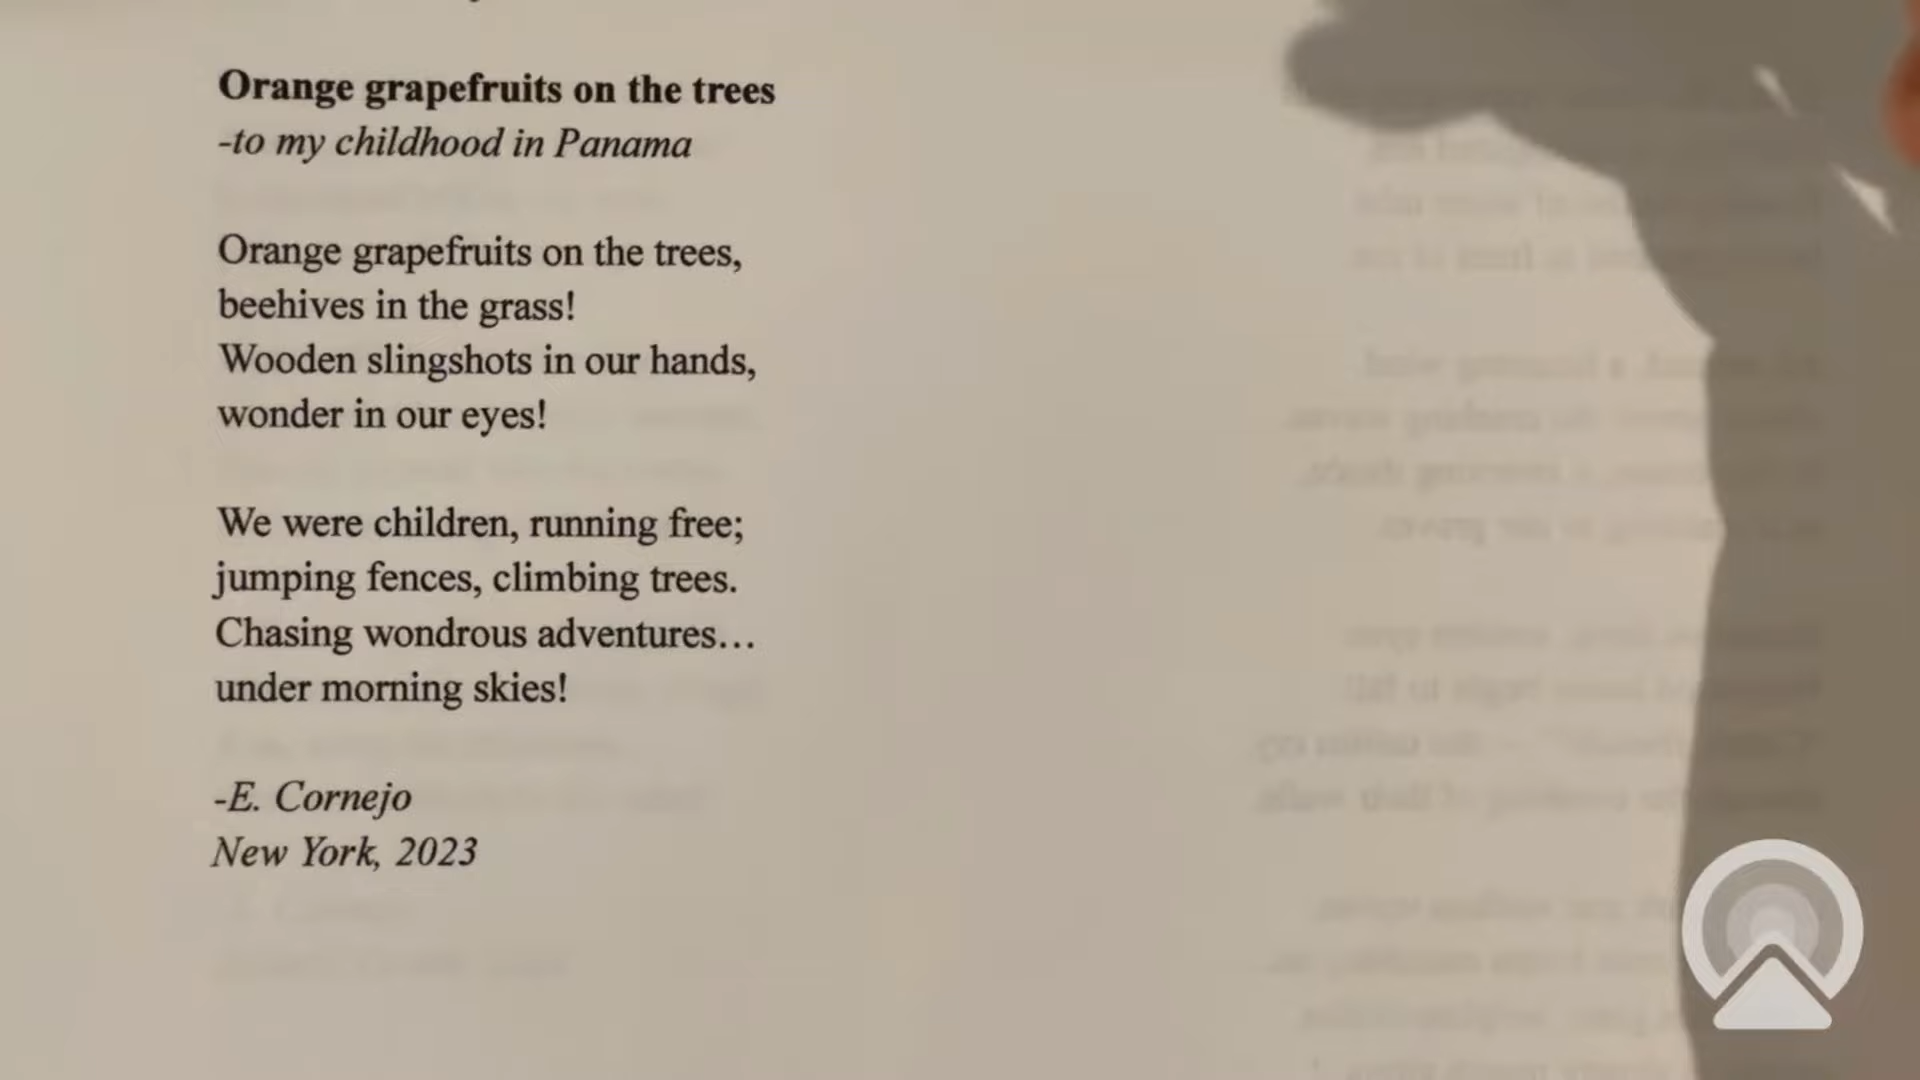 Orange grapefruits on the trees
-to my childhood in Panama
Orange grapefruits on the trees,
beehives in the grass!
Wooden slingshots in our hands,
wonder in our eyes!
We were children, running free;
jumping fences, climbing trees.
Chasing wondrous adventures…
under morning skies!
-E. Cornejo
New York, 2023